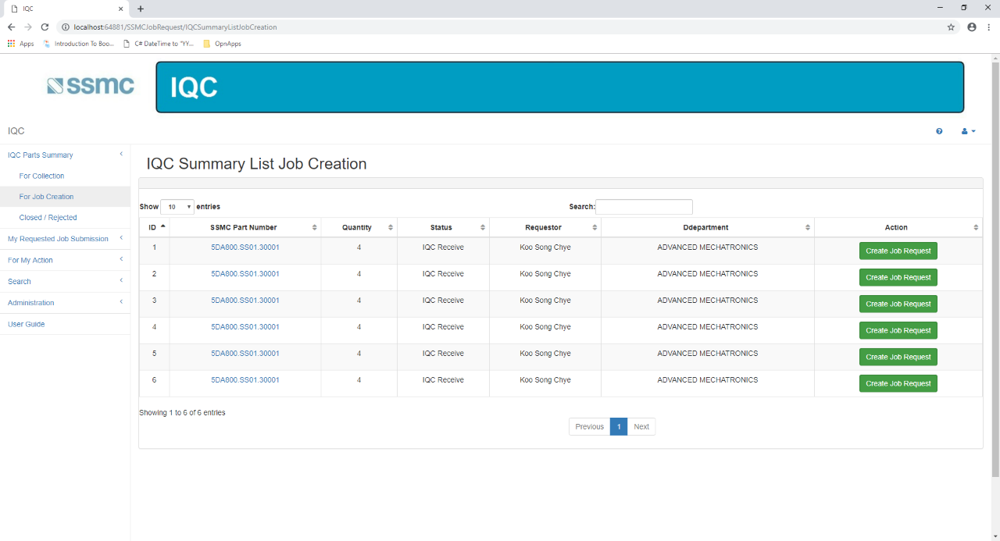 IQC
localhost:64881/SSMCJobRequest/IQCSummaryListJobCreation
Apps Introduction To Boo... C# DateTime to "YY... OpnApps
ssmc IQC
IQC
IQC Parts Summary
For Collection
For Job Creation
Closed / Rejected
My Requested Job Submission
For My Action
Search
Administration
User Guide
IQC Summary List Job Creation
Show 10 entries Search:
ID SSMC Part Number Quantity Status Requestor Ddepartment Action
1 5DA800.SS01.30001 4 IQC Receive Koo Song Chye ADVANCED MECHATRONICS Create Job Request
2 5DA800.SS01.30001 4 IQC Receive Koo Song Chye ADVANCED MECHATRONICS Create Job Request
3 5DA800.SS01.30001 4 IQC Receive Koo Song Chye ADVANCED MECHATRONICS Create Job Request
4 5DA800.SS01.30001 4 IQC Receive Koo Song Chye ADVANCED MECHATRONICS Create Job Request
5 5DA800.SS01.30001 4 IQC Receive Koo Song Chye ADVANCED MECHATRONICS Create Job Request
6 5DA800.SS01.30001 4 IQC Receive Koo Song Chye ADVANCED MECHATRONICS Create Job Request
Showing 1 to 6 of 6 entries
Previous 1 Next